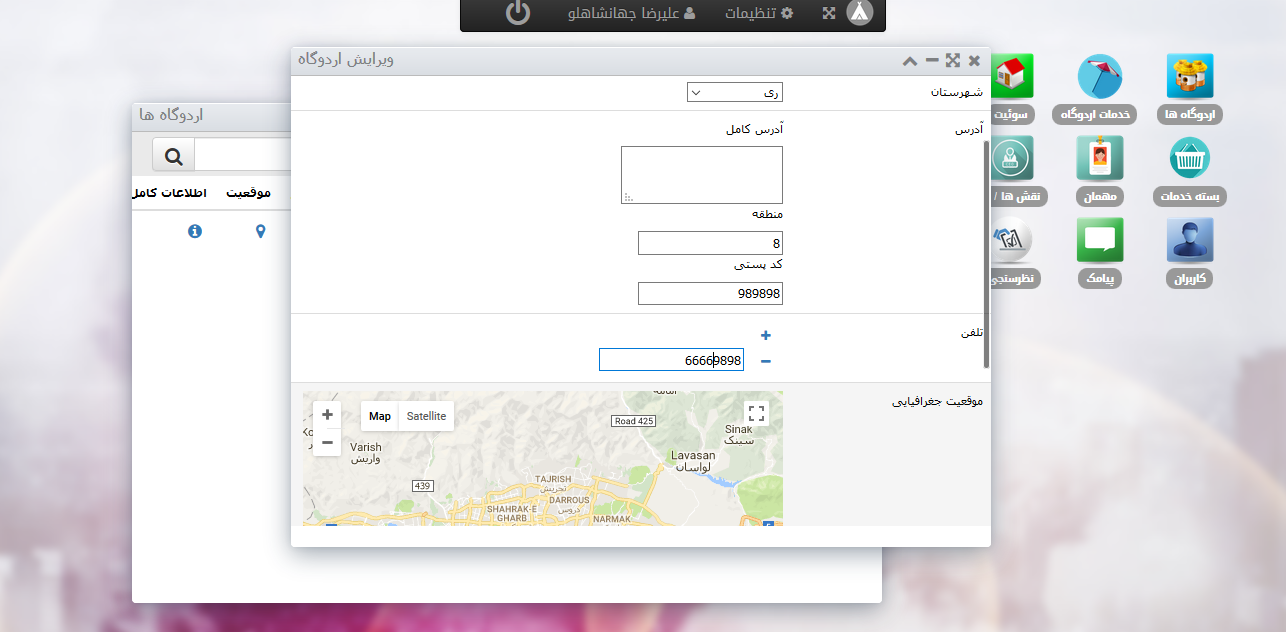 علیرضا جهانشاهلو
تنظیمات
ویرایش اردوگاه
شهرستان
ری
آدرس
آدرس کامل
منطقه
8
کد پستی
989898
تلفن
66669898
موقعیت جغرافیایی
Map
Satellite
Road 425
Sinak
سینک
Varish
واریش
Lavasan
لواسان
439
TAJRISH
تجریش
DARROUS
دروس
SHAHRAK-E
GHARB
NARMAK
اردوگاه ها
موقعیت
اطلاعات کامل
اردوگاه ها
خدمات اردوگاه
سوئیت
بسته خدمات
مهمان
نقش ها /
کاربران
پیامک
نظرسنجی